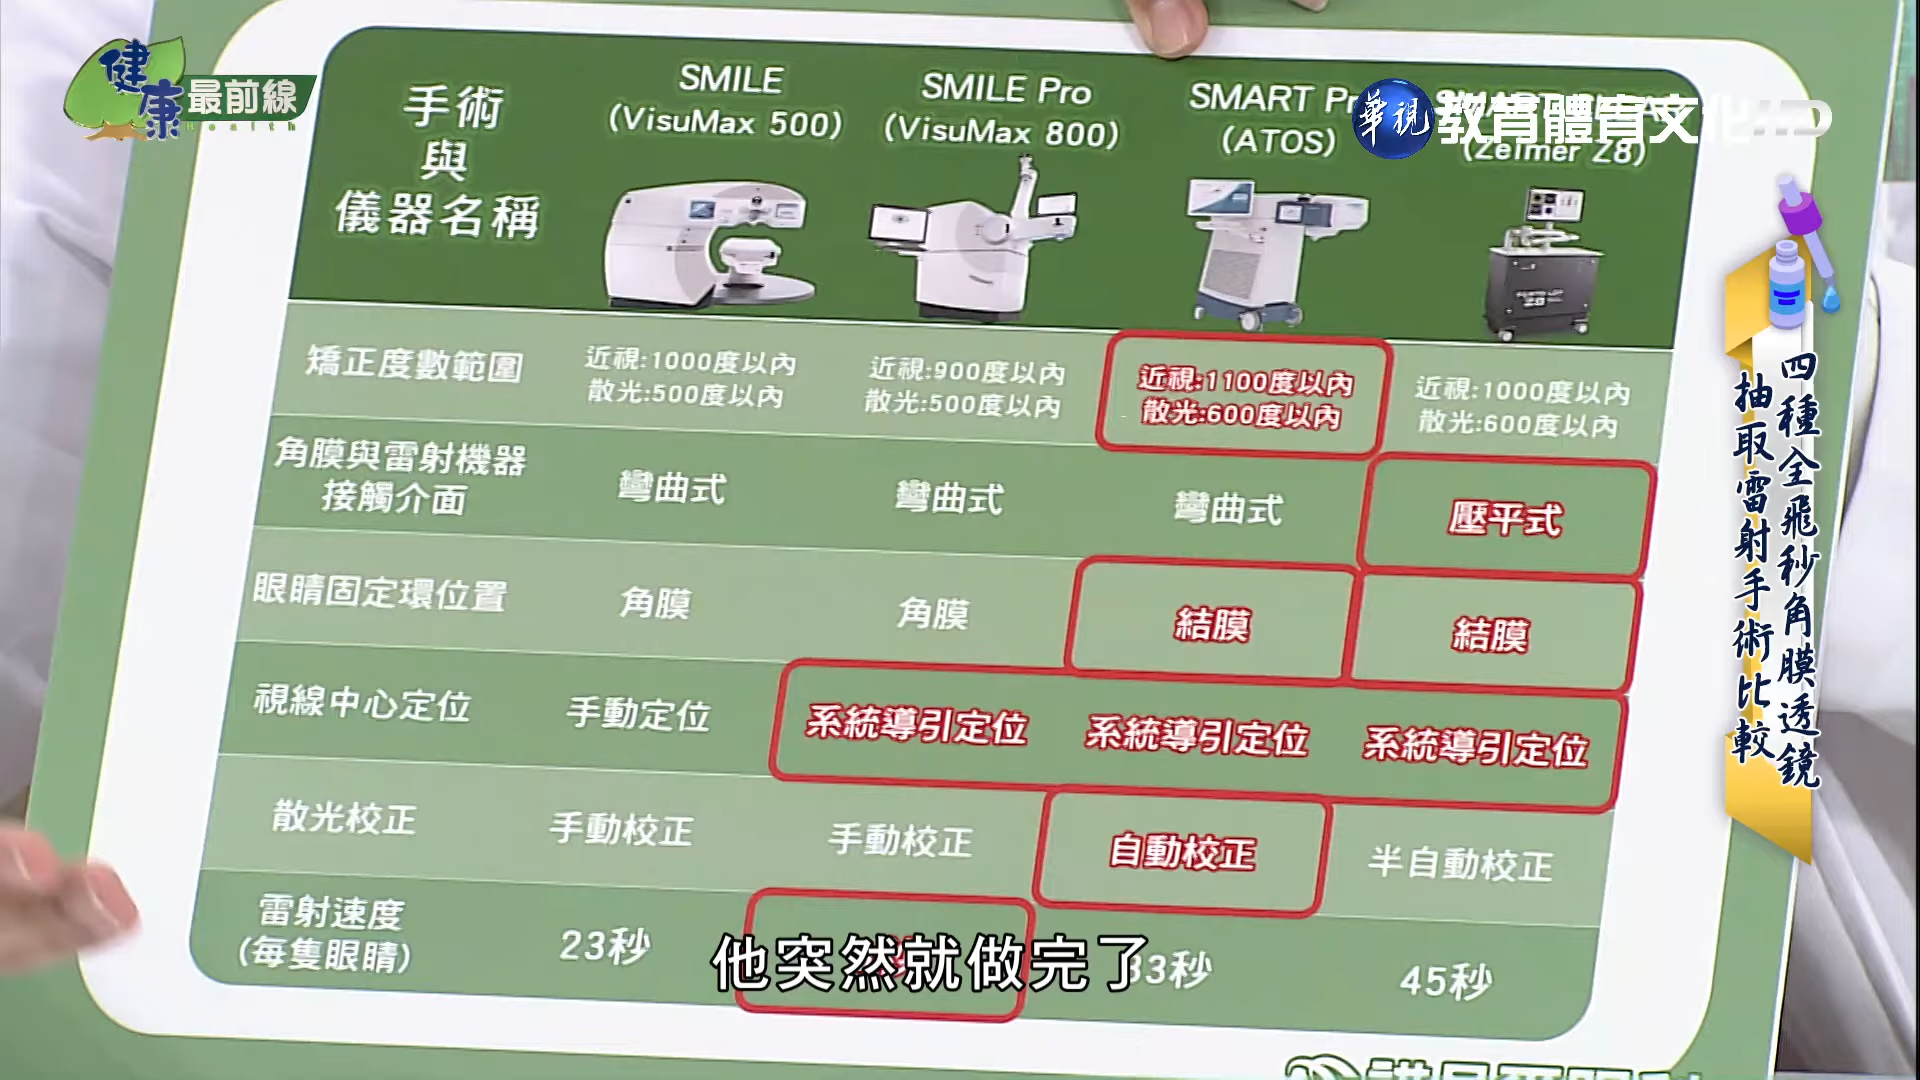 健康
最前線
Health
華視 教育體育文化HD
手術
與
儀器名稱
SMILE
(VisuMax 500)
SMILE Pro
(VisuMax 800)
SMART
(ATOS)
(Zeimer Z8)
矯正度數範圍
近視:1000度以內
散光:500度以內
近視:900度以內
散光:500度以內
近視:1100度以內
散光:600度以內
近視:1000度以內
散光:600度以內
角膜與雷射機器
接觸介面
彎曲式
彎曲式
彎曲式
壓平式
眼睛固定環位置
角膜
角膜
結膜
結膜
視線中心定位
手動定位
系統導引定位
系統導引定位
系統導引定位
散光校正
手動校正
手動校正
自動校正
半自動校正
雷射速度
(每隻眼睛)
23秒
33秒
45秒
他突然就做完了
四種全飛秒角膜透鏡
抽取雷射手術比較